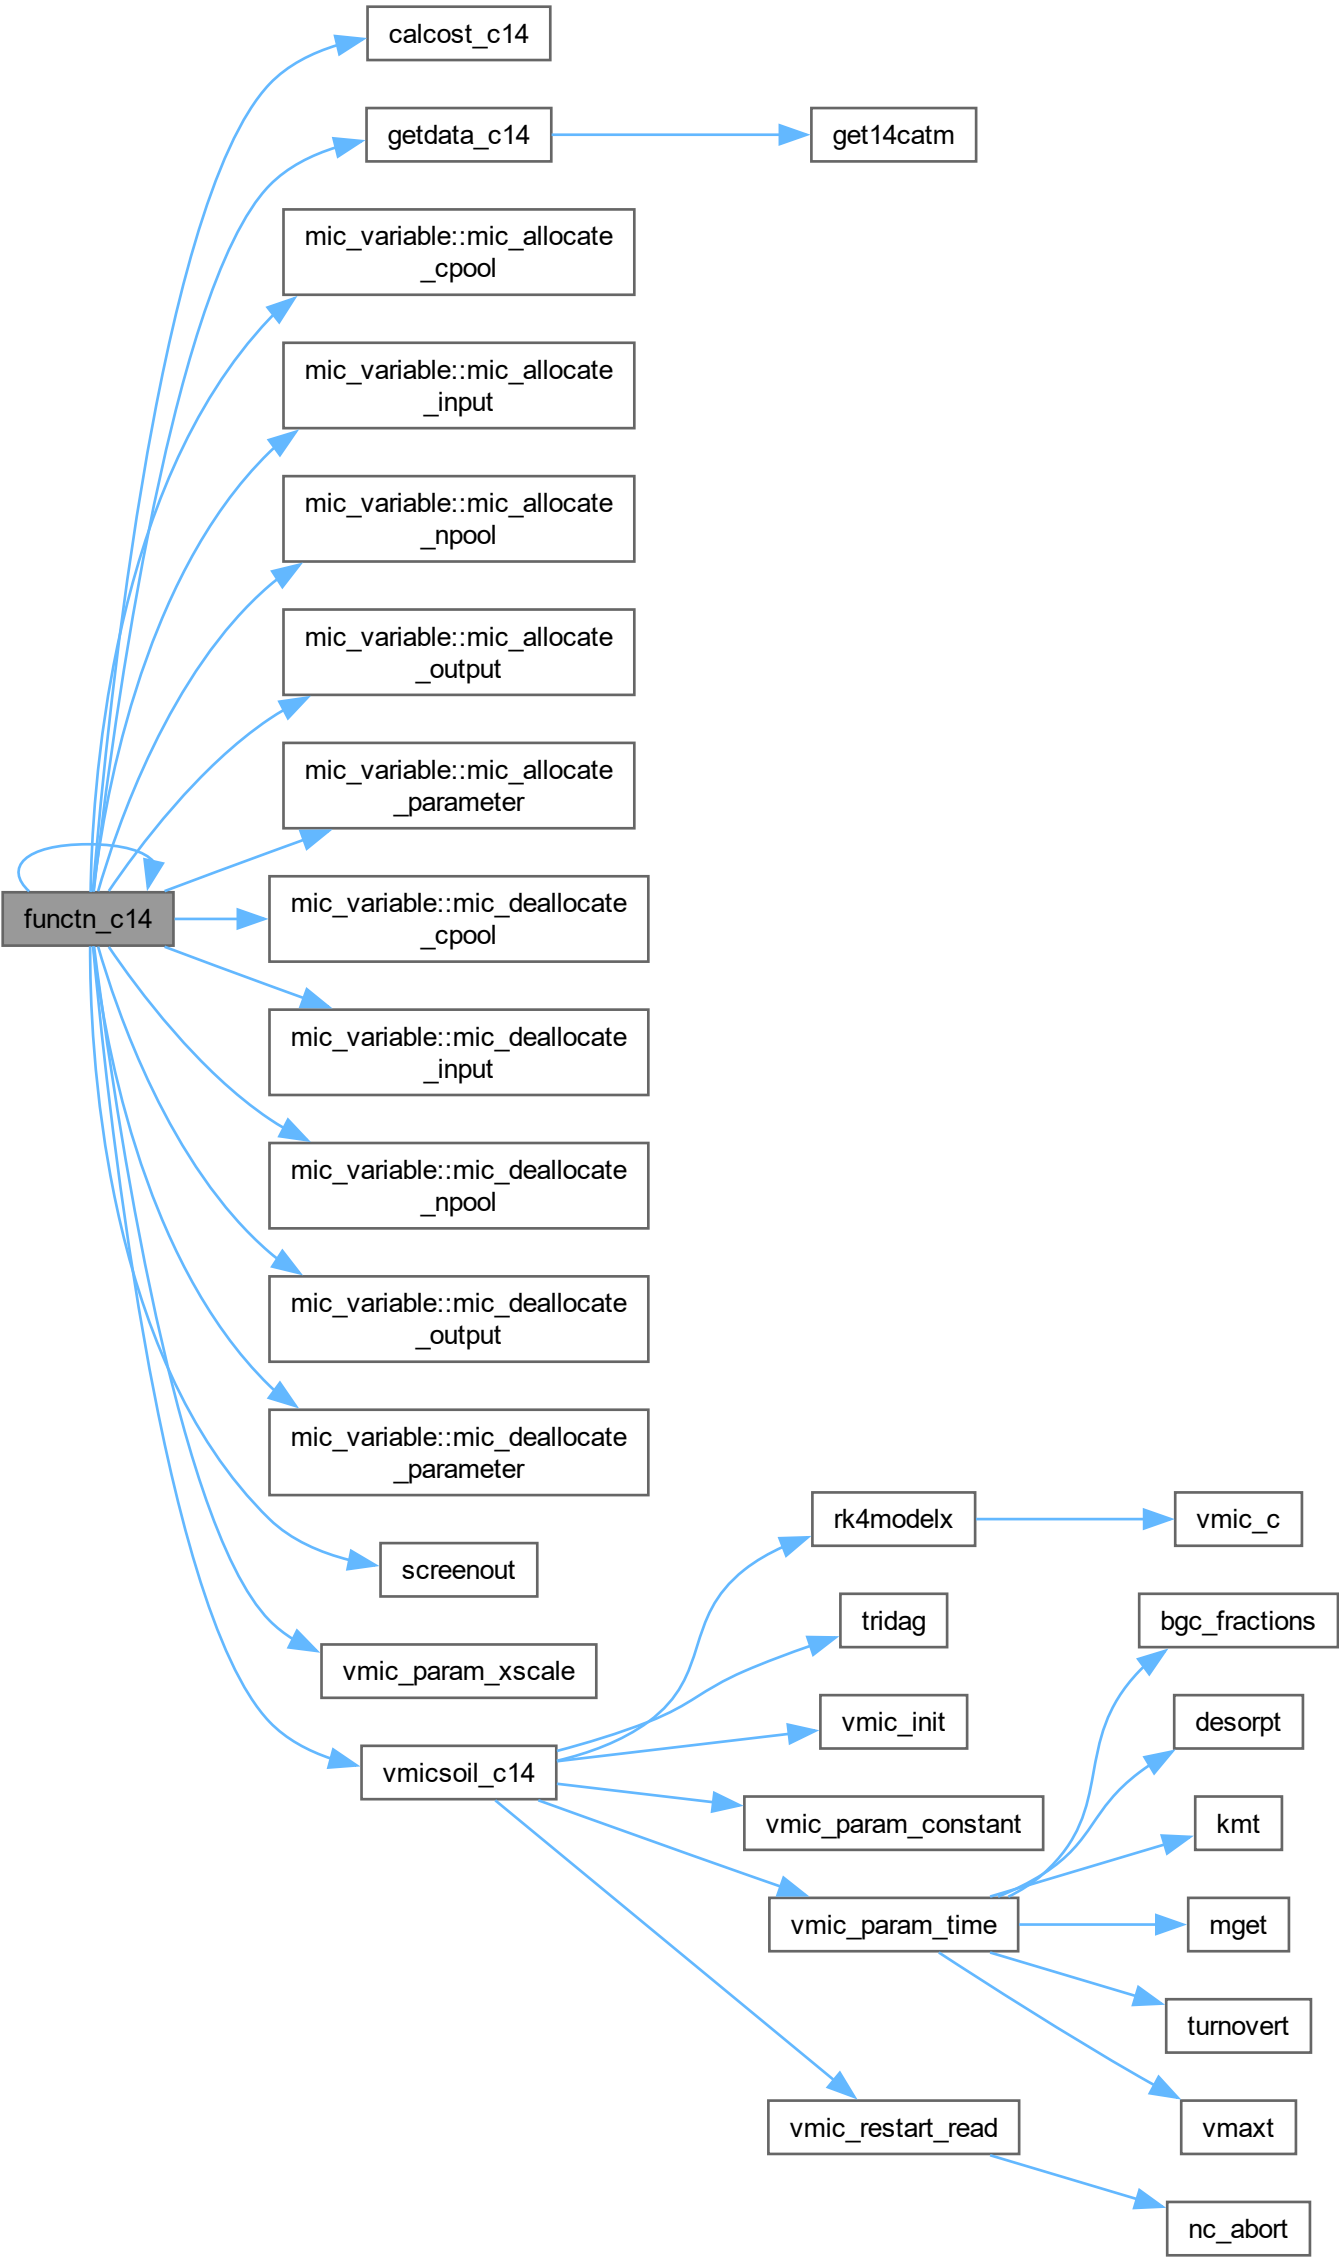 calcost_c14
getdata_c14
get14catm
mic_variable::mic_allocate
_cpool
mic_variable::mic_allocate
_input
mic_variable::mic_allocate
_npool
mic_variable::mic_allocate
_output
mic_variable::mic_allocate
_parameter
functn_c14
mic_variable::mic_deallocate
_cpool
mic_variable::mic_deallocate
_input
mic_variable::mic_deallocate
_npool
mic_variable::mic_deallocate
_output
mic_variable::mic_deallocate
_parameter
screenout
vmic_param_xscale
vmicsoil_c14
rk4modelx
vmic_c
tridag
vmic_init
vmic_param_constant
vmic_param_time
bgc_fractions
desorpt
kmt
mget
turnovert
vmaxt
vmic_restart_read
nc_abort